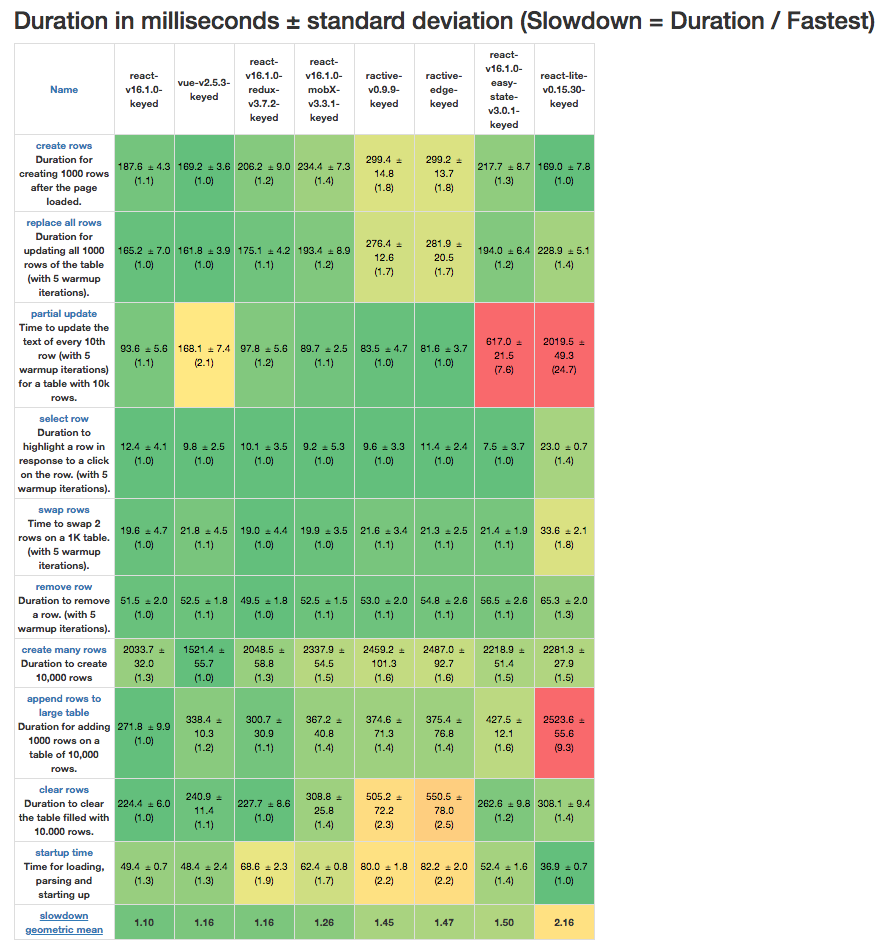 Duration in milliseconds ± standard deviation (Slowdown = Duration / Fastest)
Name
react-
v16.1.0-
keyed
vue-v2.5.3-
keyed
react-
v16.1.0-
redux-
v3.7.2-
keyed
react-
v16.1.0-
mobX-
v3.3.1-
keyed
ractive-
v0.9.9-
keyed
ractive-
edge-
keyed
react-
v16.1.0-
easy-
state-
v3.0.1-
keyed
react-lite-
v0.15.30-
keyed
create rows
Duration for
creating 1000 rows
after the page
loaded.
187.6 ± 4.3
(1.1)
169.2 ± 3.6
(1.0)
206.2 ± 9.0
(1.2)
234.4 ± 7.3
(1.4)
299.4 ±
14.8
(1.8)
299.2 ±
13.7
(1.8)
217.7 ± 8.7
(1.3)
169.0 ± 7.8
(1.0)
replace all rows
Duration for
updating all 1000
rows of the table
(with 5 warmup
iterations).
165.2 ± 7.0
(1.0)
161.8 ± 3.9
(1.0)
175.1 ± 4.2
(1.1)
193.4 ± 8.9
(1.2)
276.4 ±
12.6
(1.7)
281.9 ±
20.5
(1.7)
194.0 ± 6.4
(1.2)
228.9 ± 5.1
(1.4)
partial update
Time to update the
text of every 10th
row (with 5
warmup iterations)
for a table with 10k
rows.
93.6 ± 5.6
(1.1)
168.1 ± 7.4
(2.1)
97.8 ± 5.6
(1.2)
89.7 ± 2.5
(1.1)
83.5 ± 4.7
(1.0)
81.6 ± 3.7
(1.0)
617.0 ±
21.5
(7.6)
2019.5 ±
49.3
(24.7)
select row
Duration to
highlight a row in
response to a click
on the row. (with 5
warmup iterations).
12.4 ± 4.1
(1.0)
9.8 ± 2.5
(1.0)
10.1 ± 3.5
(1.0)
9.2 ± 5.3
(1.0)
9.6 ± 3.3
(1.0)
11.4 ± 2.4
(1.0)
7.5 ± 3.7
(1.0)
23.0 ± 0.7
(1.4)
swap rows
Time to swap 2
rows on a 1K table.
(with 5 warmup
iterations).
19.6 ± 4.7
(1.0)
21.8 ± 4.5
(1.1)
19.0 ± 4.4
(1.0)
19.9 ± 3.5
(1.0)
21.6 ± 3.4
(1.1)
21.3 ± 2.5
(1.1)
21.4 ± 1.9
(1.1)
33.6 ± 2.1
(1.8)
remove row
Duration to remove
a row. (with 5
warmup iterations).
51.5 ± 2.0
(1.0)
52.5 ± 1.8
(1.1)
49.5 ± 1.8
(1.0)
52.5 ± 1.5
(1.1)
53.0 ± 2.0
(1.1)
54.8 ± 2.6
(1.1)
56.5 ± 2.6
(1.1)
65.3 ± 2.0
(1.3)
create many rows
Duration to create
10,000 rows
2033.7 ±
32.0
(1.3)
1521.4 ±
55.7
(1.0)
2048.5 ±
58.8
(1.3)
2337.9 ±
54.5
(1.5)
2459.2 ±
101.3
(1.6)
2487.0 ±
92.7
(1.6)
2218.9 ±
51.4
(1.5)
2281.3 ±
27.9
(1.5)
append rows to
large table
Duration for adding
1000 rows on a
table of 10,000
rows.
271.8 ± 9.9
(1.0)
338.4 ±
10.3
(1.2)
300.7 ±
30.9
(1.1)
367.2 ±
40.8
(1.4)
374.6 ±
71.3
(1.4)
375.4 ±
76.8
(1.4)
427.5 ±
12.1
(1.6)
2523.6 ±
55.6
(9.3)
clear rows
Duration to clear
the table filled with
10.000 rows.
224.4 ± 6.0
(1.0)
240.9 ±
11.4
(1.1)
227.7 ± 8.6
(1.0)
308.8 ±
25.8
(1.4)
505.2 ±
72.2
(2.3)
550.5 ±
78.0
(2.5)
262.6 ± 9.8
(1.2)
308.1 ± 9.4
(1.4)
startup time
Time for loading,
parsing and
starting up
49.4 ± 0.7
(1.3)
48.4 ± 2.4
(1.3)
68.6 ± 2.3
(1.9)
62.4 ± 0.8
(1.7)
80.0 ± 1.8
(2.2)
82.2 ± 2.0
(2.2)
52.4 ± 1.6
(1.4)
36.9 ± 0.7
(1.0)
slowdown
geometric mean
1.10
1.16
1.16
1.26
1.45
1.47
1.50
2.16